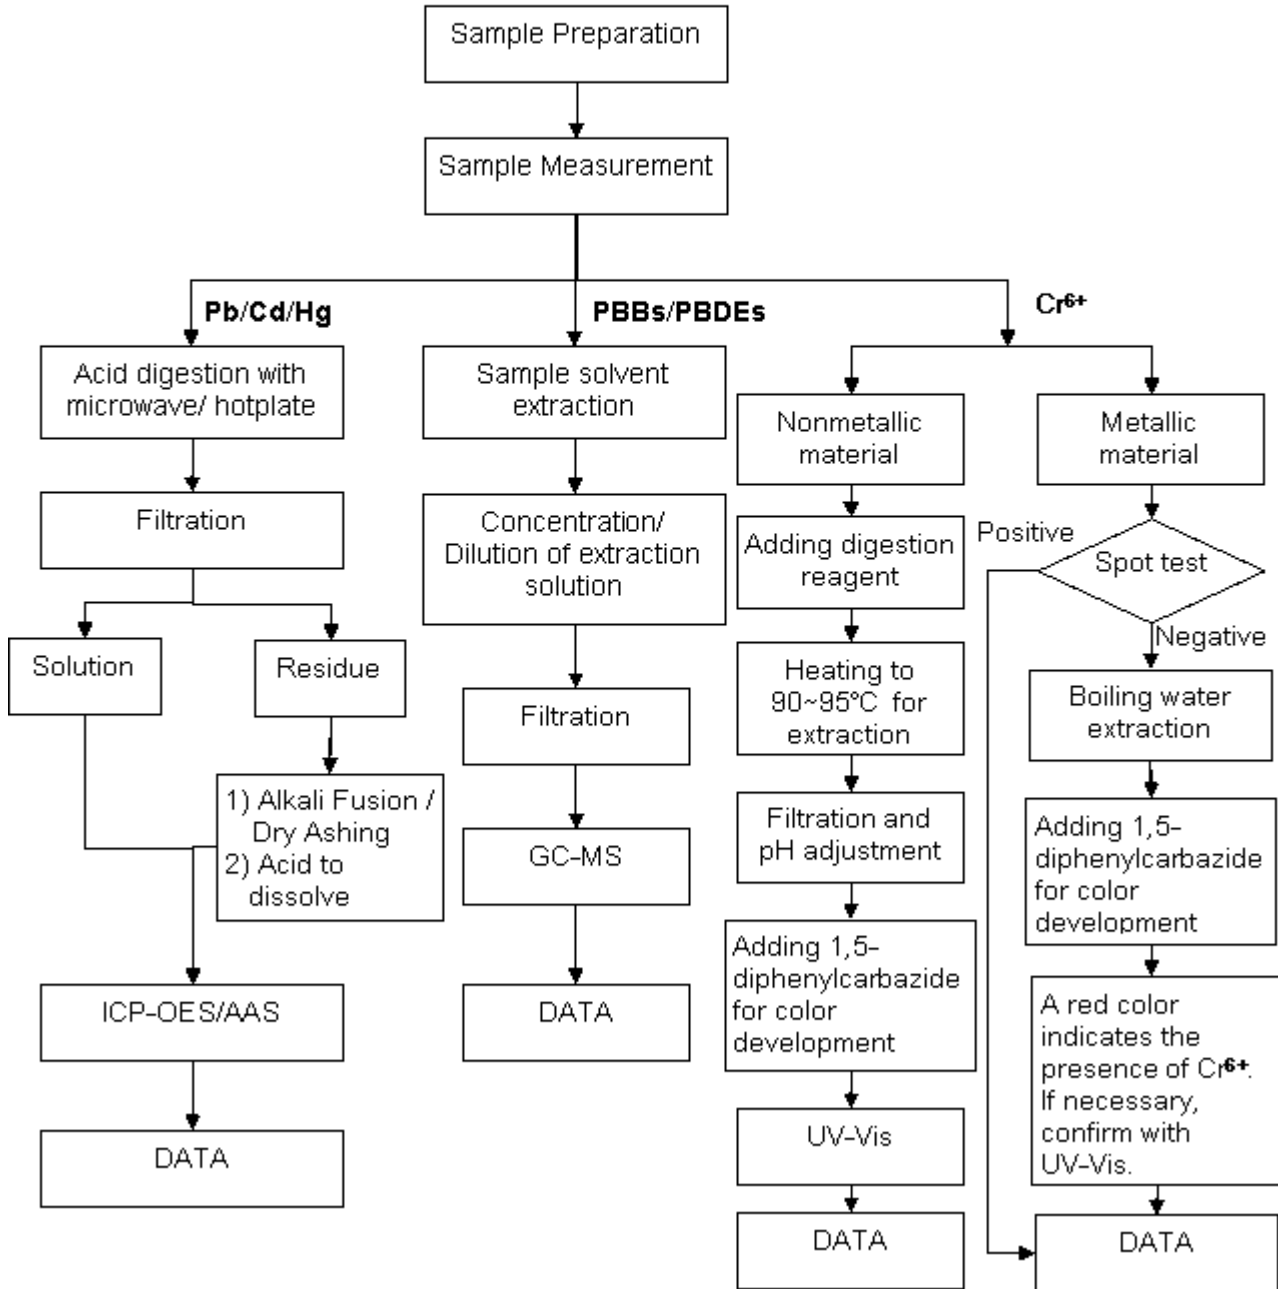 Sample Preparation
Sample Measurement
Pb/Cd/Hg
PBBs/PBDEs
Cr⁶⁺
Acid digestion with
microwave/ hotplate
Filtration
Solution
Residue
1) Alkali Fusion /
Dry Ashing
2) Acid to
dissolve
ICP-OES/AAS
DATA
Sample solvent
extraction
Concentration/
Dilution of extraction
solution
Filtration
GC-MS
DATA
Nonmetallic
material
Adding digestion
reagent
Heating to
90~95°C for
extraction
Filtration and
pH adjustment
Adding 1,5-
diphenylcarbazide
for color
development
UV-Vis
DATA
Metallic
material
Positive
Spot test
Negative
Boiling water
extraction
Adding 1,5-
diphenylcarbazide
for color
development
A red color
indicates the
presence of Cr⁶⁺.
If necessary,
confirm with
UV-Vis.
DATA